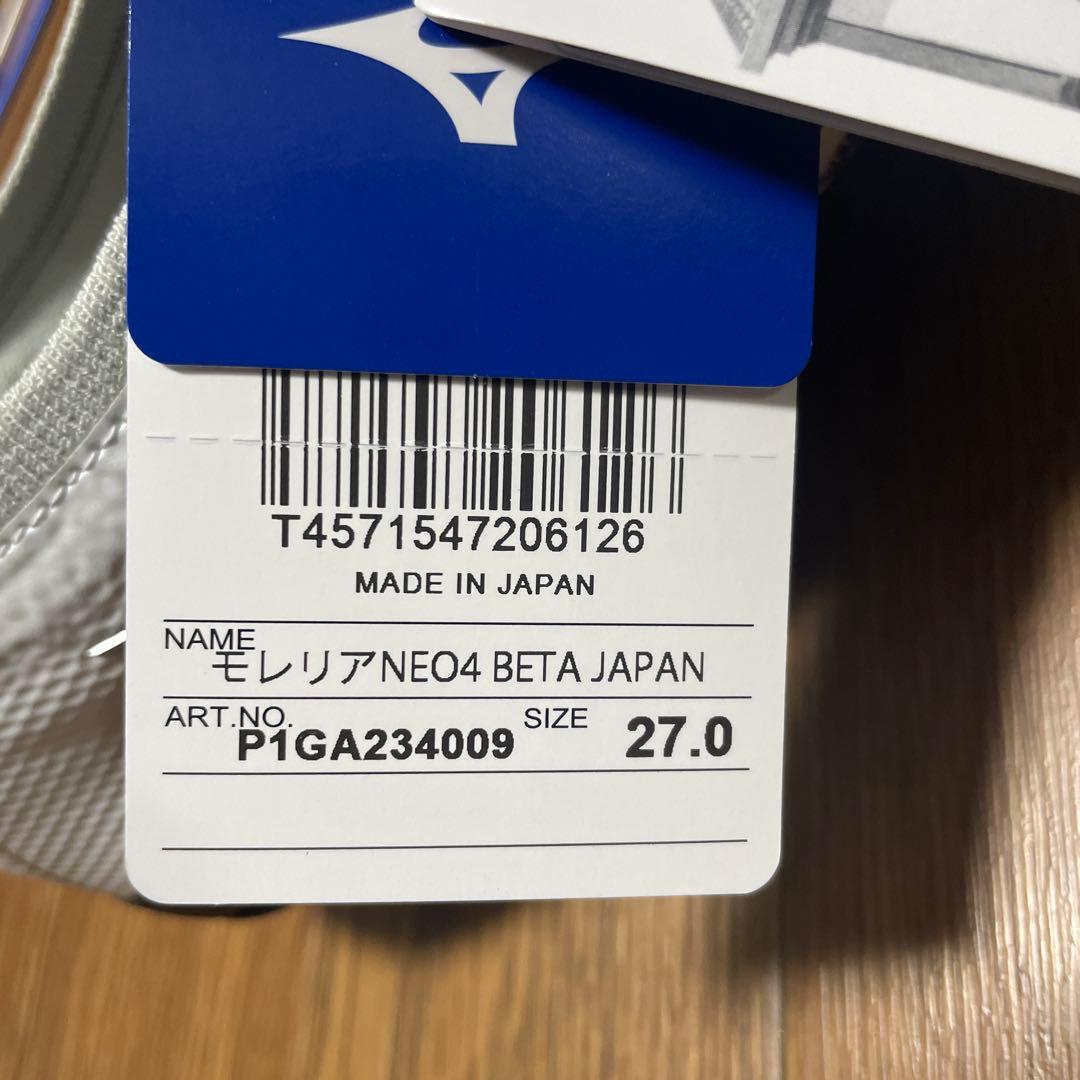 T4571547206126
MADE IN JAPAN
NAME
モレリアNEO4 BETA JAPAN
ART.NO.
P1GA234009
SIZE
27.0